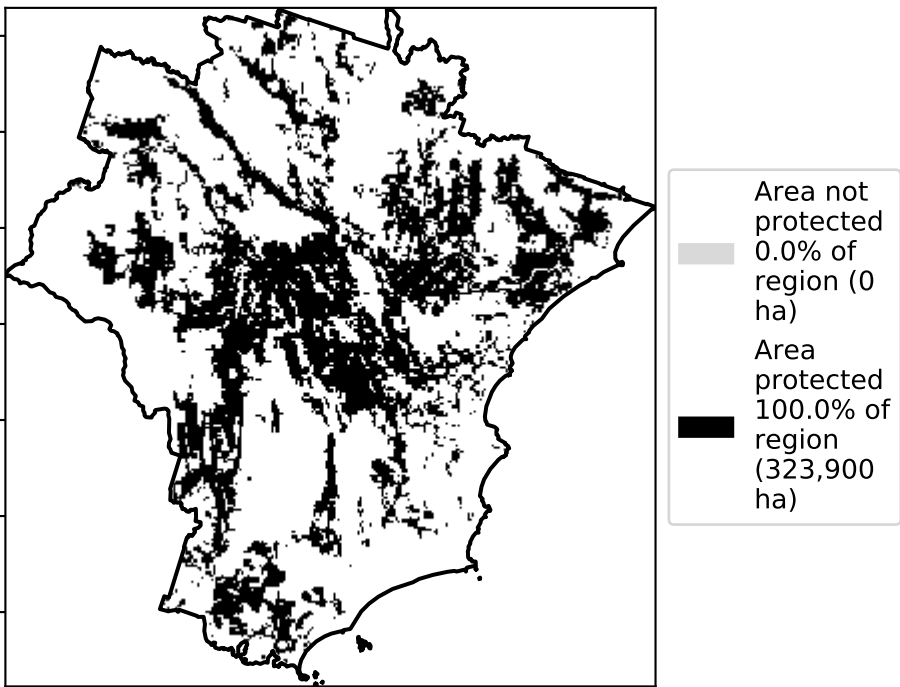 Area not
protected
0.0% of
region (0
ha)
Area
protected
100.0% of
region
(323,900
ha)